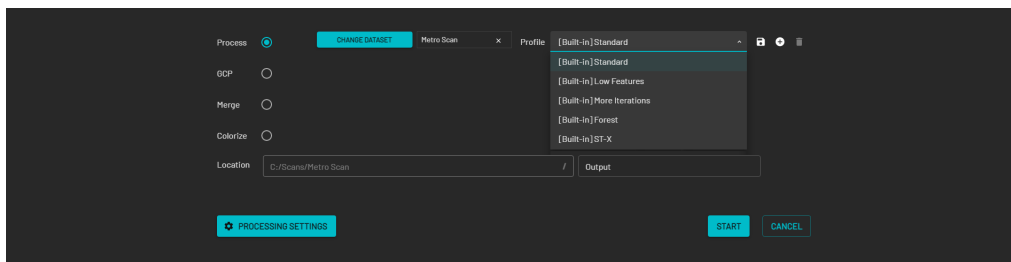 Process
CHANGE DATASET
Metro Scan
x
Profile
[Built-in] Standard
[Built-in] Standard
[Built-in] Low Features
[Built-in] More Iterations
[Built-in] Forest
[Built-in] ST-X
GCP
Merge
Colorize
Location
C:/Scans/Metro Scan
/
Output
PROCESSING SETTINGS
START
CANCEL